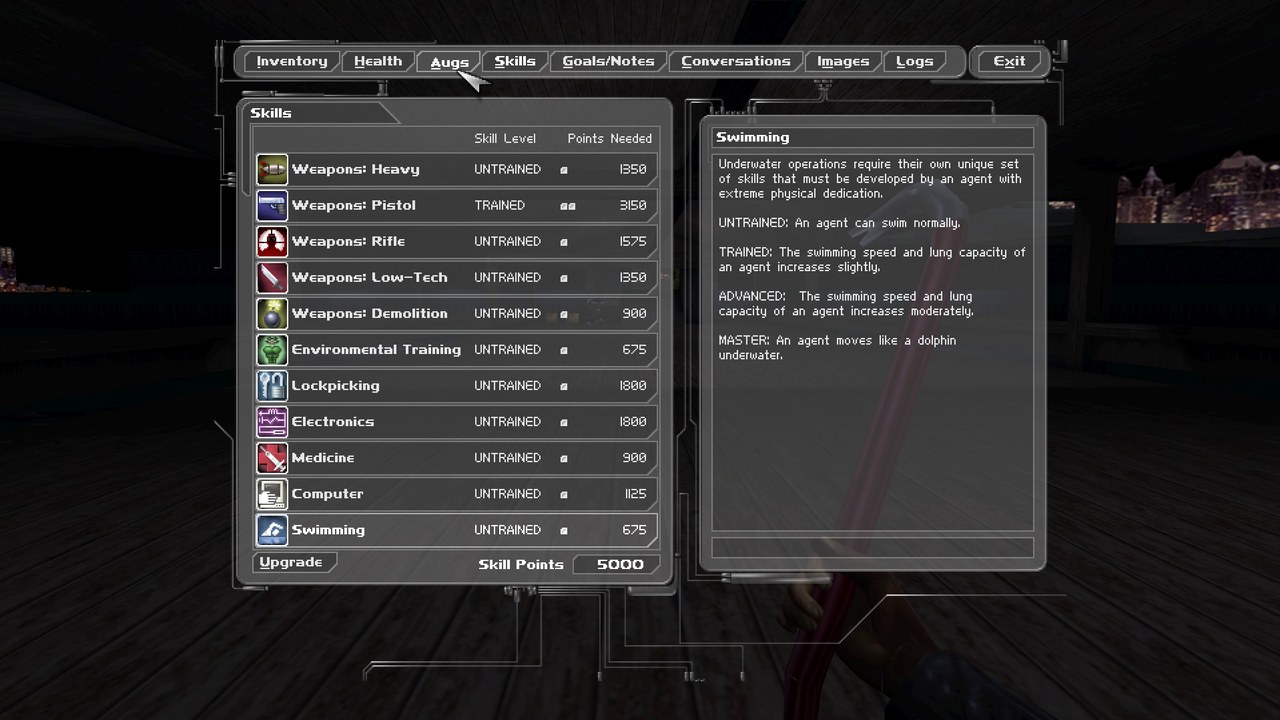 Inventory Health Augs Skills Goals/Notes Conversations Images Logs Exit
Skills
Skill Level Points Needed
Weapons: Heavy UNTRAINED 1350
Weapons: Pistol TRAINED 3150
Weapons: Rifle UNTRAINED 1575
Weapons: Low-Tech UNTRAINED 1350
Weapons: Demolition UNTRAINED 900
Environmental Training UNTRAINED 675
Lockpicking UNTRAINED 1800
Electronics UNTRAINED 1800
Medicine UNTRAINED 900
Computer UNTRAINED 1125
Swimming UNTRAINED 675
Upgrade Skill Points 5000
Swimming
Underwater operations require their own unique set
of skills that must be developed by an agent with
extreme physical dedication.
UNTRAINED: An agent can swim normally.
TRAINED: The swimming speed and lung capacity of
an agent increases slightly.
ADVANCED: The swimming speed and lung
capacity of an agent increases moderately.
MASTER: An agent moves like a dolphin
underwater.